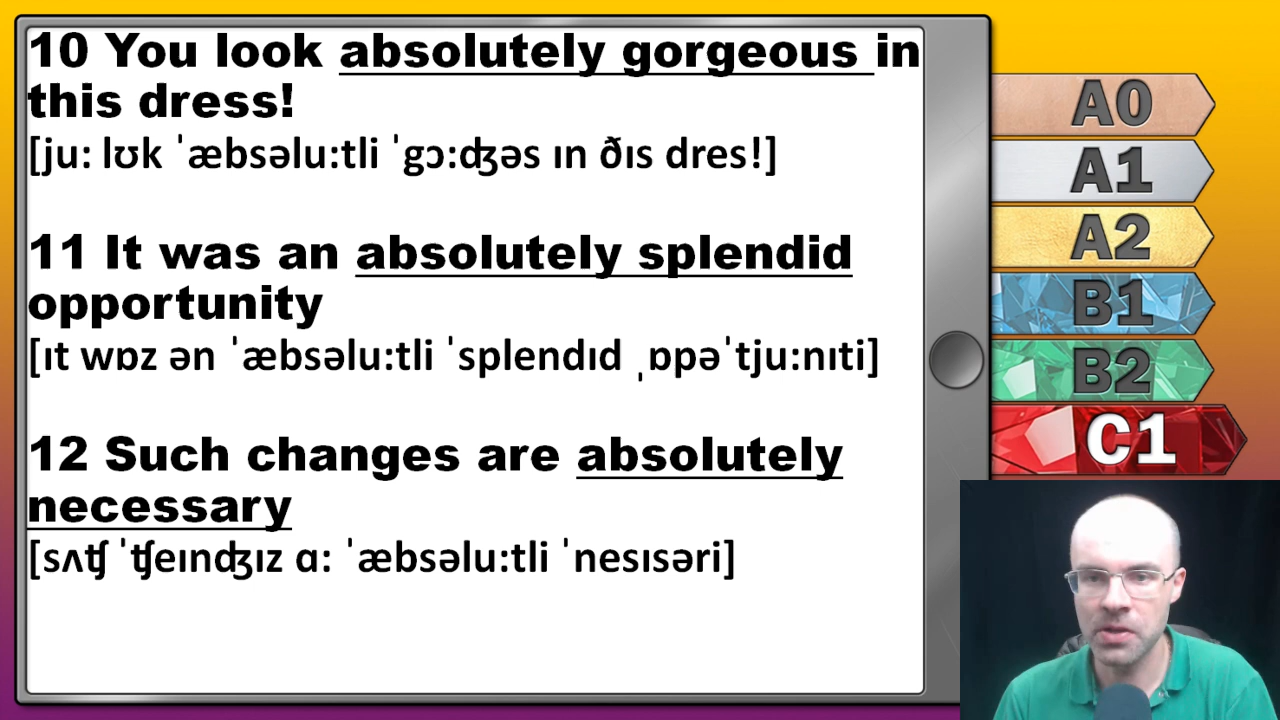 10 You look absolutely gorgeous in
this dress!
[ju: lʊk ˈæbsəlu:tli ˈgɔ:ʤəs ɪn ðɪs dres!]
11 It was an absolutely splendid
opportunity
[ɪt wɒz ən ˈæbsəlu:tli ˈsplendɪd ˌɒppəˈtju:nɪti]
12 Such changes are absolutely
necessary
[sʌʧ ˈʧeɪnʤɪz ɑ: ˈæbsəlu:tli ˈnesɪsəri]
A0
A1
A2
B1
B2
C1